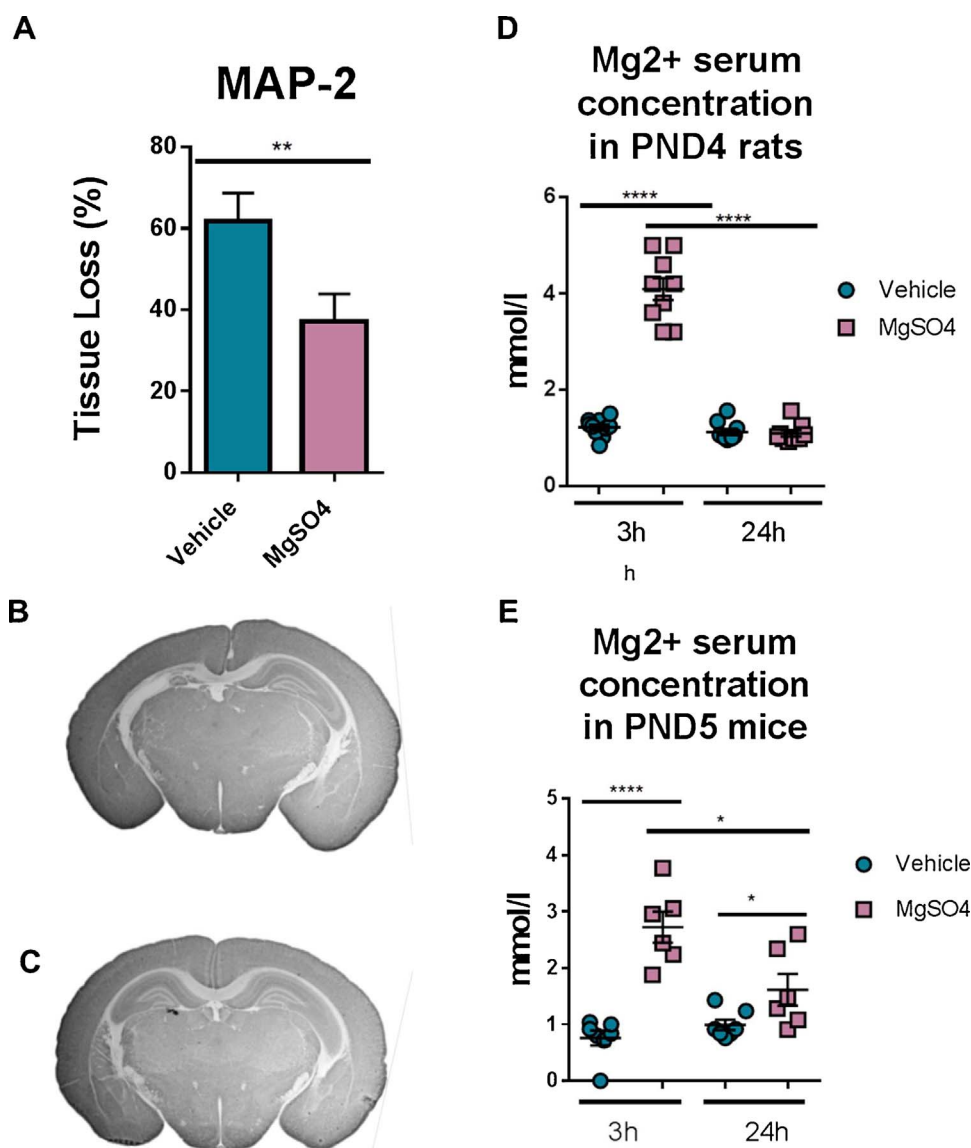 A
MAP-2
Tissue Loss (%)
80
60
40
20
0
**
Vehicle
MgSO4
B
C
D
Mg2+ serum
concentration
in PND4 rats
mmol/l
6
4
2
0
****
****
Vehicle
MgSO4
3h
24h
h
E
Mg2+ serum
concentration
in PND5 mice
mmol/l
5
4
3
2
1
0
****
*
*
Vehicle
MgSO4
3h
24h